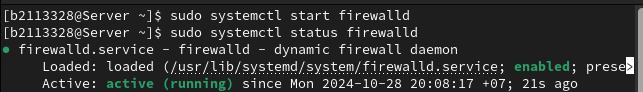 [b2113328@Server ~]$ sudo systemctl start firewalld
[b2113328@Server ~]$ sudo systemctl status firewalld
● firewalld.service - firewalld - dynamic firewall daemon
Loaded: loaded (/usr/lib/systemd/system/firewalld.service; enabled; prese>
Active: active (running) since Mon 2024-10-28 20:08:17 +07; 21s ago